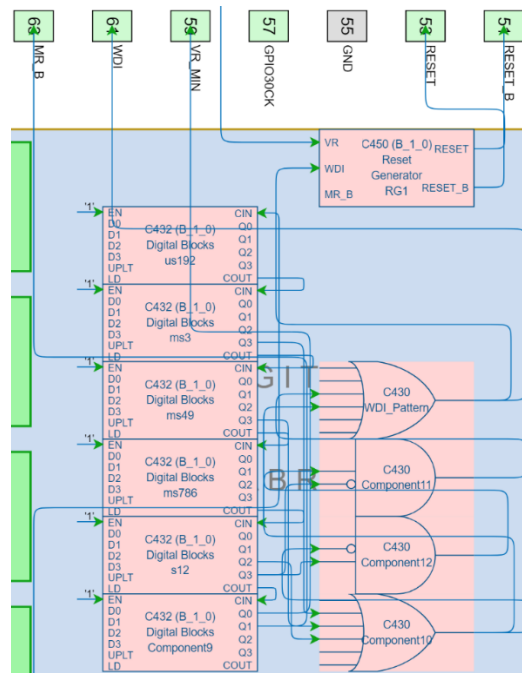 63
61
59
57
55
53
51
MR_B
WDI
VR_MIN
GPIO30CK
GND
RESET
RESET_B
VR
WDI
MR_B
C450 (B_1_0)
Reset
Generator
RG1
RESET
RESET_B
'1'
EN
D0
D1
D2
D3
UPLT
LD
C432 (B_1_0)
Digital Blocks
us192
CIN
Q0
Q1
Q2
Q3
COUT
'1'
EN
D0
D1
D2
D3
UPLT
LD
C432 (B_1_0)
Digital Blocks
ms3
CIN
Q0
Q1
Q2
Q3
COUT
EN
D0
D1
D2
D3
UPLT
LD
C432 (B_1_0)
Digital Blocks
ms49
CIN
Q0
Q1
Q2
Q3
COUT
GIT
C430
WDI_Pattern
'1'
EN
D0
D1
D2
D3
UPLT
LD
C432 (B_1_0)
Digital Blocks
ms786
CIN
Q0
Q1
Q2
Q3
COUT
BR
C430
Component11
'1'
EN
D0
D1
D2
D3
UPLT
LD
C432 (B_1_0)
Digital Blocks
s12
CIN
Q0
Q1
Q2
Q3
COUT
C430
Component12
'1'
EN
D0
D1
D2
D3
UPLT
LD
C432 (B_1_0)
Digital Blocks
Component9
CIN
Q0
Q1
Q2
Q3
COUT
C430
Component10